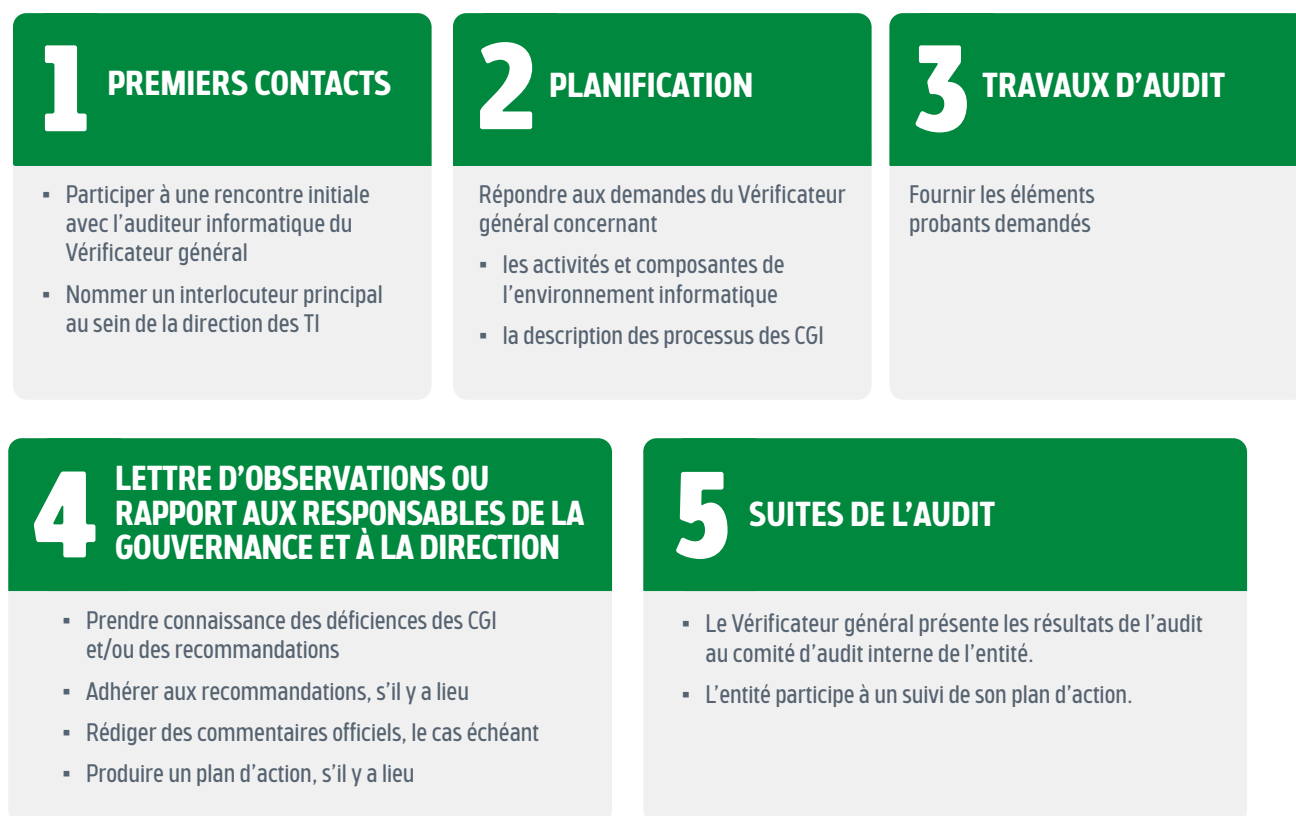 1 PREMIERS CONTACTS
▪ Participer à une rencontre initiale
avec l’auditeur informatique du
Vérificateur général
▪ Nommer un interlocuteur principal
au sein de la direction des TI
2 PLANIFICATION
Répondre aux demandes du Vérificateur
général concernant
▪ les activités et composantes de
l’environnement informatique
▪ la description des processus des CGI
3 TRAVAUX D’AUDIT
Fournir les éléments
probants demandés
4 LETTRE D’OBSERVATIONS OU
RAPPORT AUX RESPONSABLES DE LA
GOUVERNANCE ET À LA DIRECTION
▪ Prendre connaissance des déficiences des CGI
et/ou des recommandations
▪ Adhérer aux recommandations, s’il y a lieu
▪ Rédiger des commentaires officiels, le cas échéant
▪ Produire un plan d’action, s’il y a lieu
5 SUITES DE L’AUDIT
▪ Le Vérificateur général présente les résultats de l’audit
au comité d’audit interne de l’entité.
▪ L’entité participe à un suivi de son plan d’action.